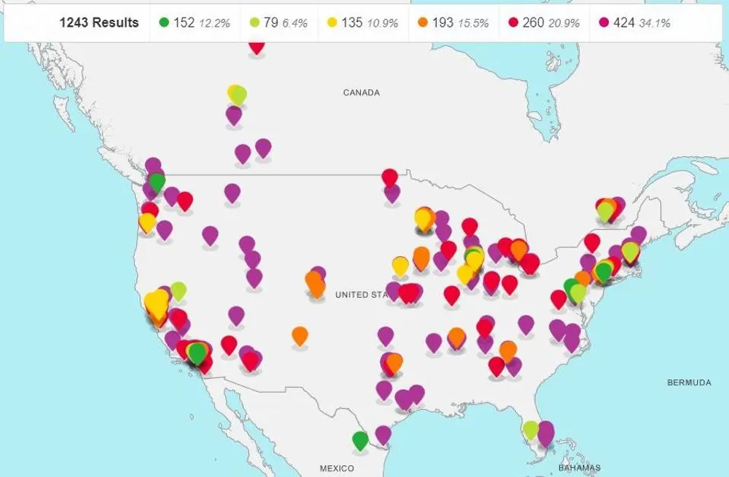 1243 Results 152 12.2% 79 6.4% 135 10.9% 193 15.5% 260 20.9% 424 34.1%
CANADA
UNITED STA
BERMUDA
MEXICO
BAHAMAS